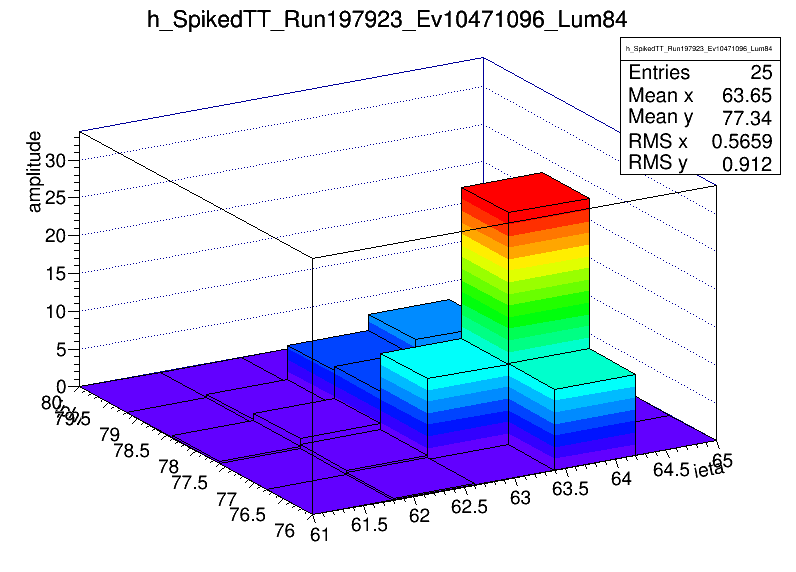 h_SpikedTT_Run197923_Ev10471096_Lum84
h_SpikedTT_Run197923_Ev10471096_Lum84
Entries 25
Mean x 63.65
Mean y 77.34
RMS x 0.5659
RMS y 0.912
amplitude
30
25
20
15
10
5
0
80
79.5
79
78.5
78
77.5
77
76.5
76
61
61.5
62
62.5
63
63.5
64
64.5
65
ieta